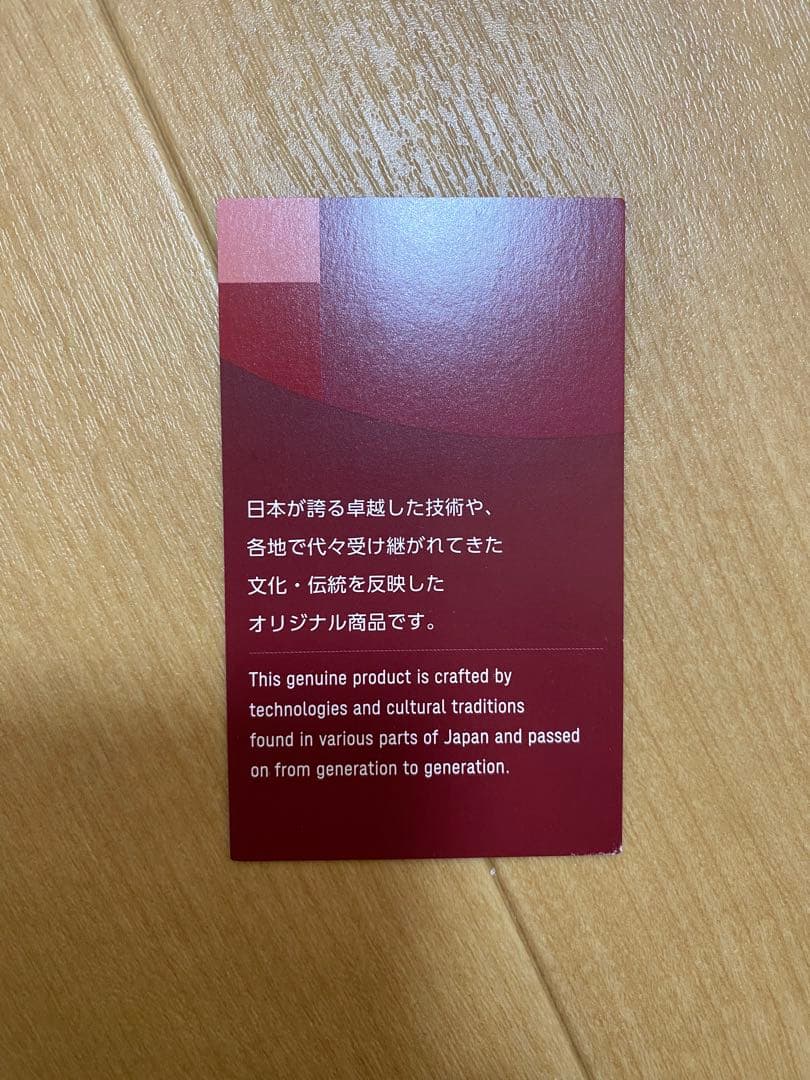 日本が誇る卓越した技術や、
各地で代々受け継がれてきた
文化・伝統を反映した
オリジナル商品です。
This genuine product is crafted by
technologies and cultural traditions
found in various parts of Japan and passed
on from generation to generation.